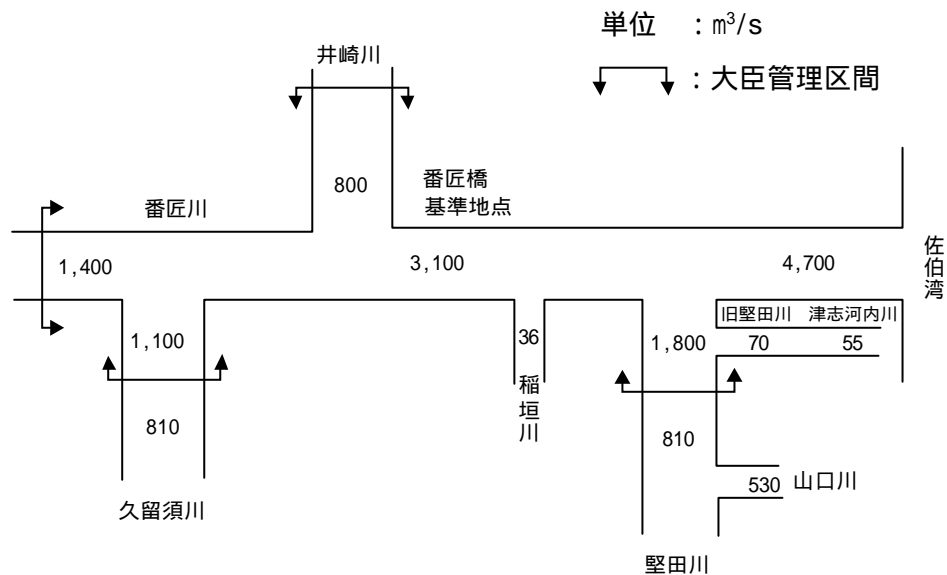 単位 : m³/s
: 大臣管理区間
井崎川
800
番匠橋
基準地点
番匠川
1,400
3,100
4,700
佐伯湾
旧堅田川 津志河内川
70 55
1,100
36
稲垣川
1,800
810
久留須川
810
530 山口川
堅田川